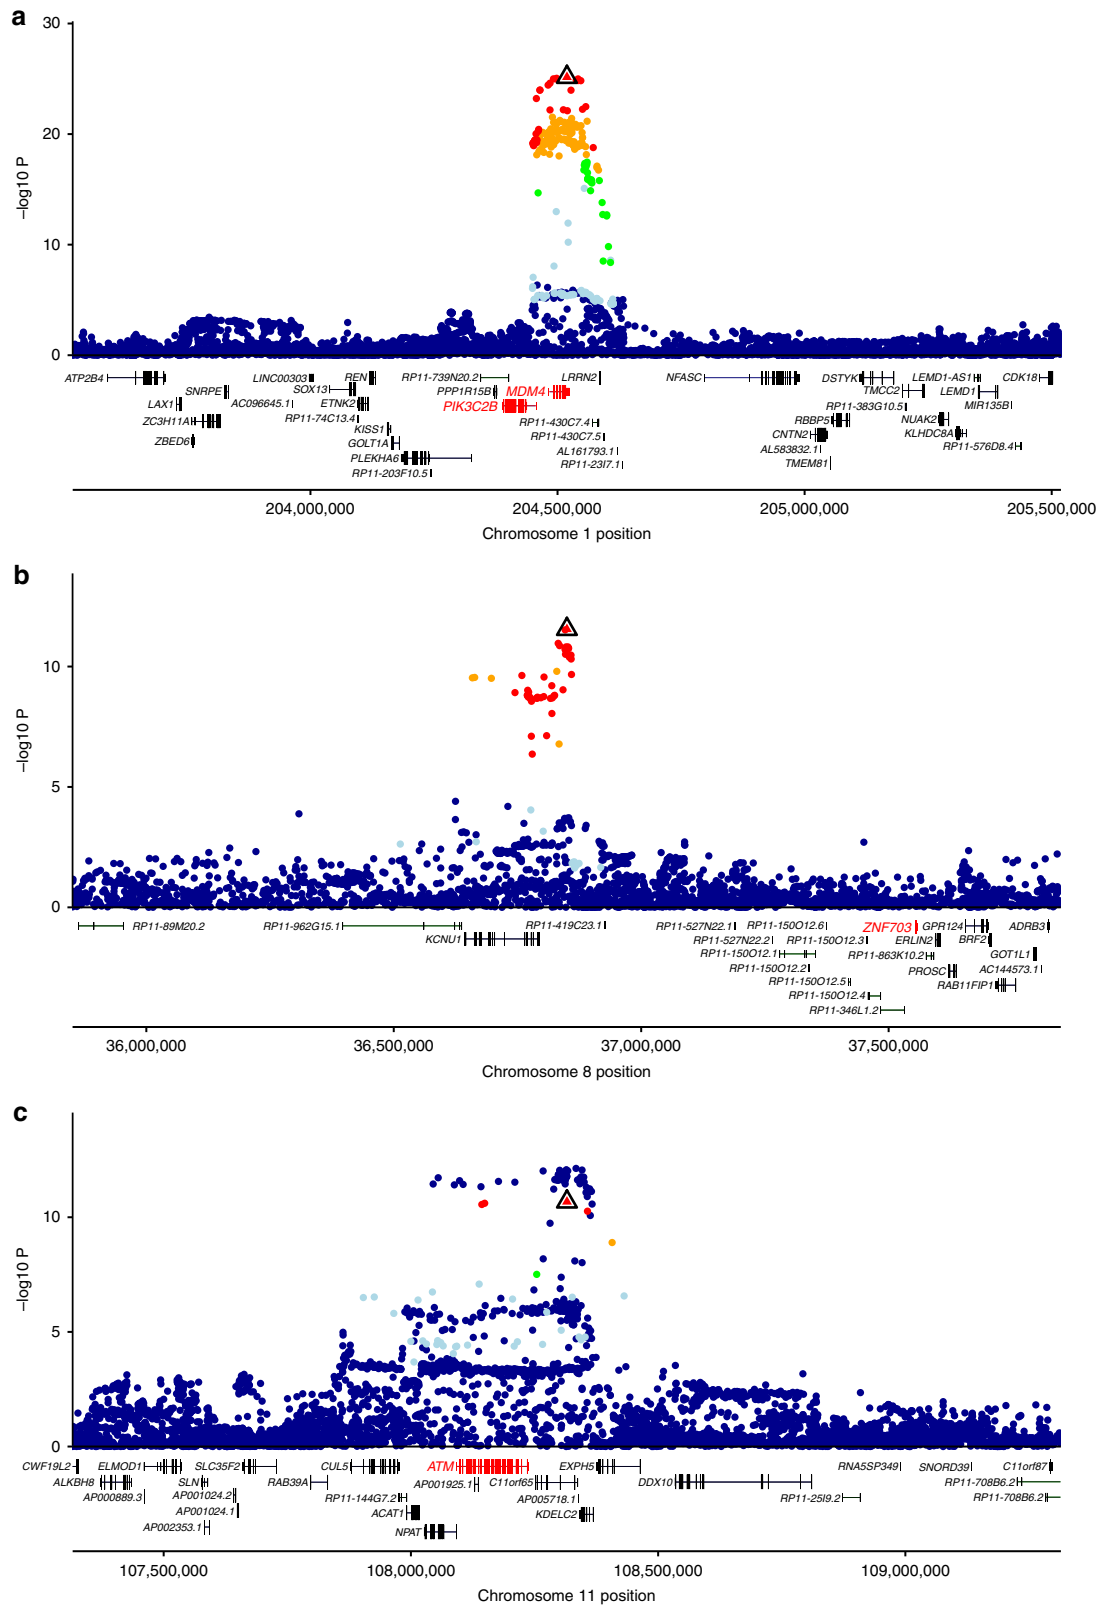 a
30
20
10
0
−log10 P
ATP2B4
LINC00303
REN
RP11-739N20.2
LRRN2
NFASC
DSTYK
LEMD1-AS1
CDK18
SNRPE
SOX13
PPP1R15B
MDM4
TMCC2
LEMD1
LAX1
AC096645.1
ETNK2
PIK3C2B
RP11-383G10.5
MIR135B
ZC3H11A
RP11-74C13.4
RP11-430C7.4
RBBP5
NUAK2
KISS1
RP11-430C7.5
CNTN2
KLHDC8A
ZBED6
GOLT1A
AL161793.1
AL583832.1
RP11-576D8.4
PLEKHA6
RP11-23I7.1
TMEM81
RP11-203F10.5
204,000,000
204,500,000
205,000,000
205,500,000
Chromosome 1 position
b
10
5
0
−log10 P
RP11-89M20.2
RP11-962G15.1
RP11-419C23.1
RP11-527N22.1
RP11-150O12.6
ZNF703
GPR124
ADRB3
KCNU1
RP11-527N22.2
RP11-150O12.3
ERLIN2
BRF2
RP11-150O12.1
RP11-863K10.2
GOT1L1
RP11-150O12.2
PROSC
AC144573.1
RP11-150O12.5
RAB11FIP1
RP11-150O12.4
RP11-346L1.2
36,000,000
36,500,000
37,000,000
37,500,000
Chromosome 8 position
c
10
5
0
−log10 P
CWF19L2
ELMOD1
SLC35F2
CUL5
ATM
EXPH5
RNA5SP349
SNORD39
C11orf87
ALKBH8
SLN
RAB39A
AP001925.1
C11orf65
DDX10
RP11-708B6.2
AP000889.3
AP001024.2
RP11-144G7.2
AP005718.1
RP11-25I9.2
RP11-708B6.2
AP001024.1
ACAT1
KDELC2
AP002353.1
NPAT
107,500,000
108,000,000
108,500,000
109,000,000
Chromosome 11 position